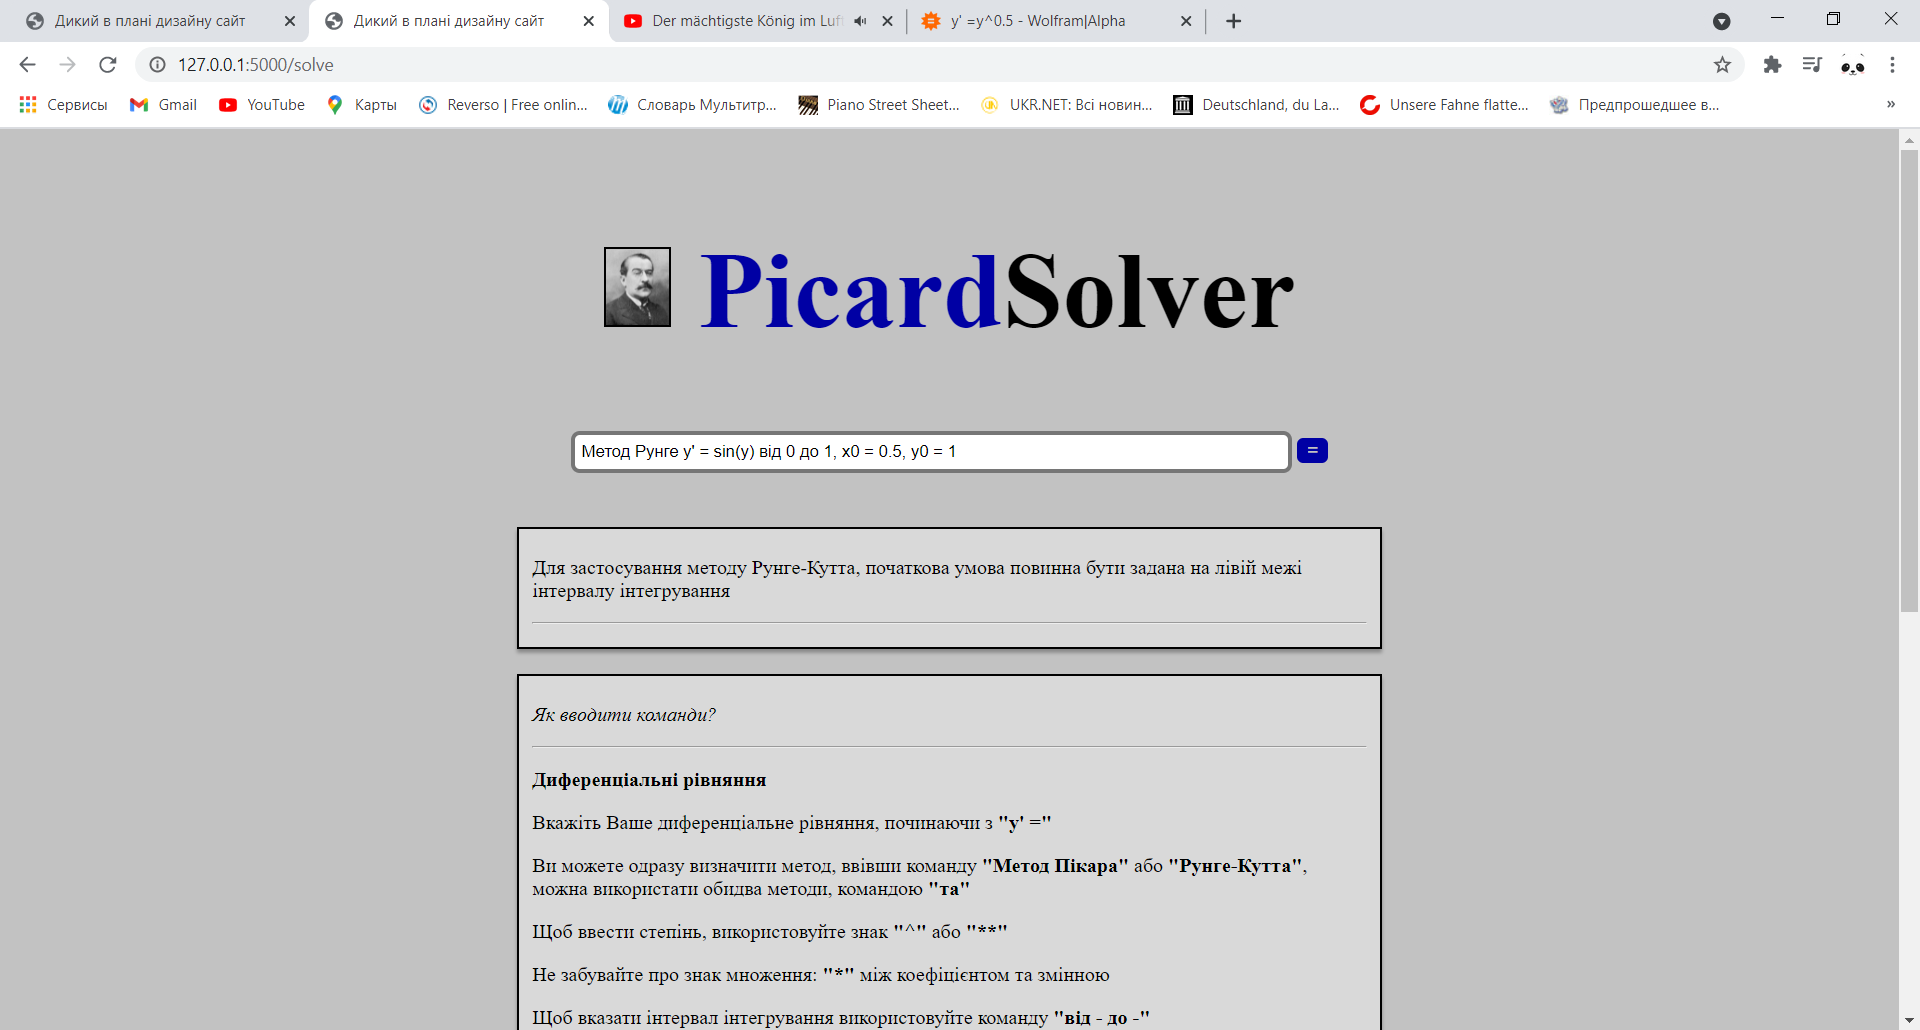 Дикий в плані дизайну сайт
Дикий в плані дизайну сайт
Der mächtigste König im Luf
y' =y^0.5 - Wolfram|Alpha
127.0.0.1:5000/solve
Сервисы
Gmail
YouTube
Карты
Reverso | Free onlin...
Словарь Мультитр...
Piano Street Sheet...
UKR.NET: Всі новин...
Deutschland, du La...
Unsere Fahne flatte...
Предпрошедшее в...
»
PicardSolver
Метод Рунге y' = sin(y) від 0 до 1, x0 = 0.5, y0 = 1
=
Для застосування методу Рунге-Кутта, початкова умова повинна бути задана на лівій межі
інтервалу інтегрування
Як вводити команди?
Диференціальні рівняння
Вкажіть Ваше диференціальне рівняння, починаючи з "y' ="
Ви можете одразу визначити метод, ввівши команду "Метод Пікара" або "Рунге-Кутта",
можна використати обидва методи, командою "та"
Щоб ввести степінь, використовуйте знак "^" або "**"
Не забувайте про знак множення: "*" між коефіцієнтом та змінною
Щоб вказати інтервал інтегрування використовуйте команду "від - до -"